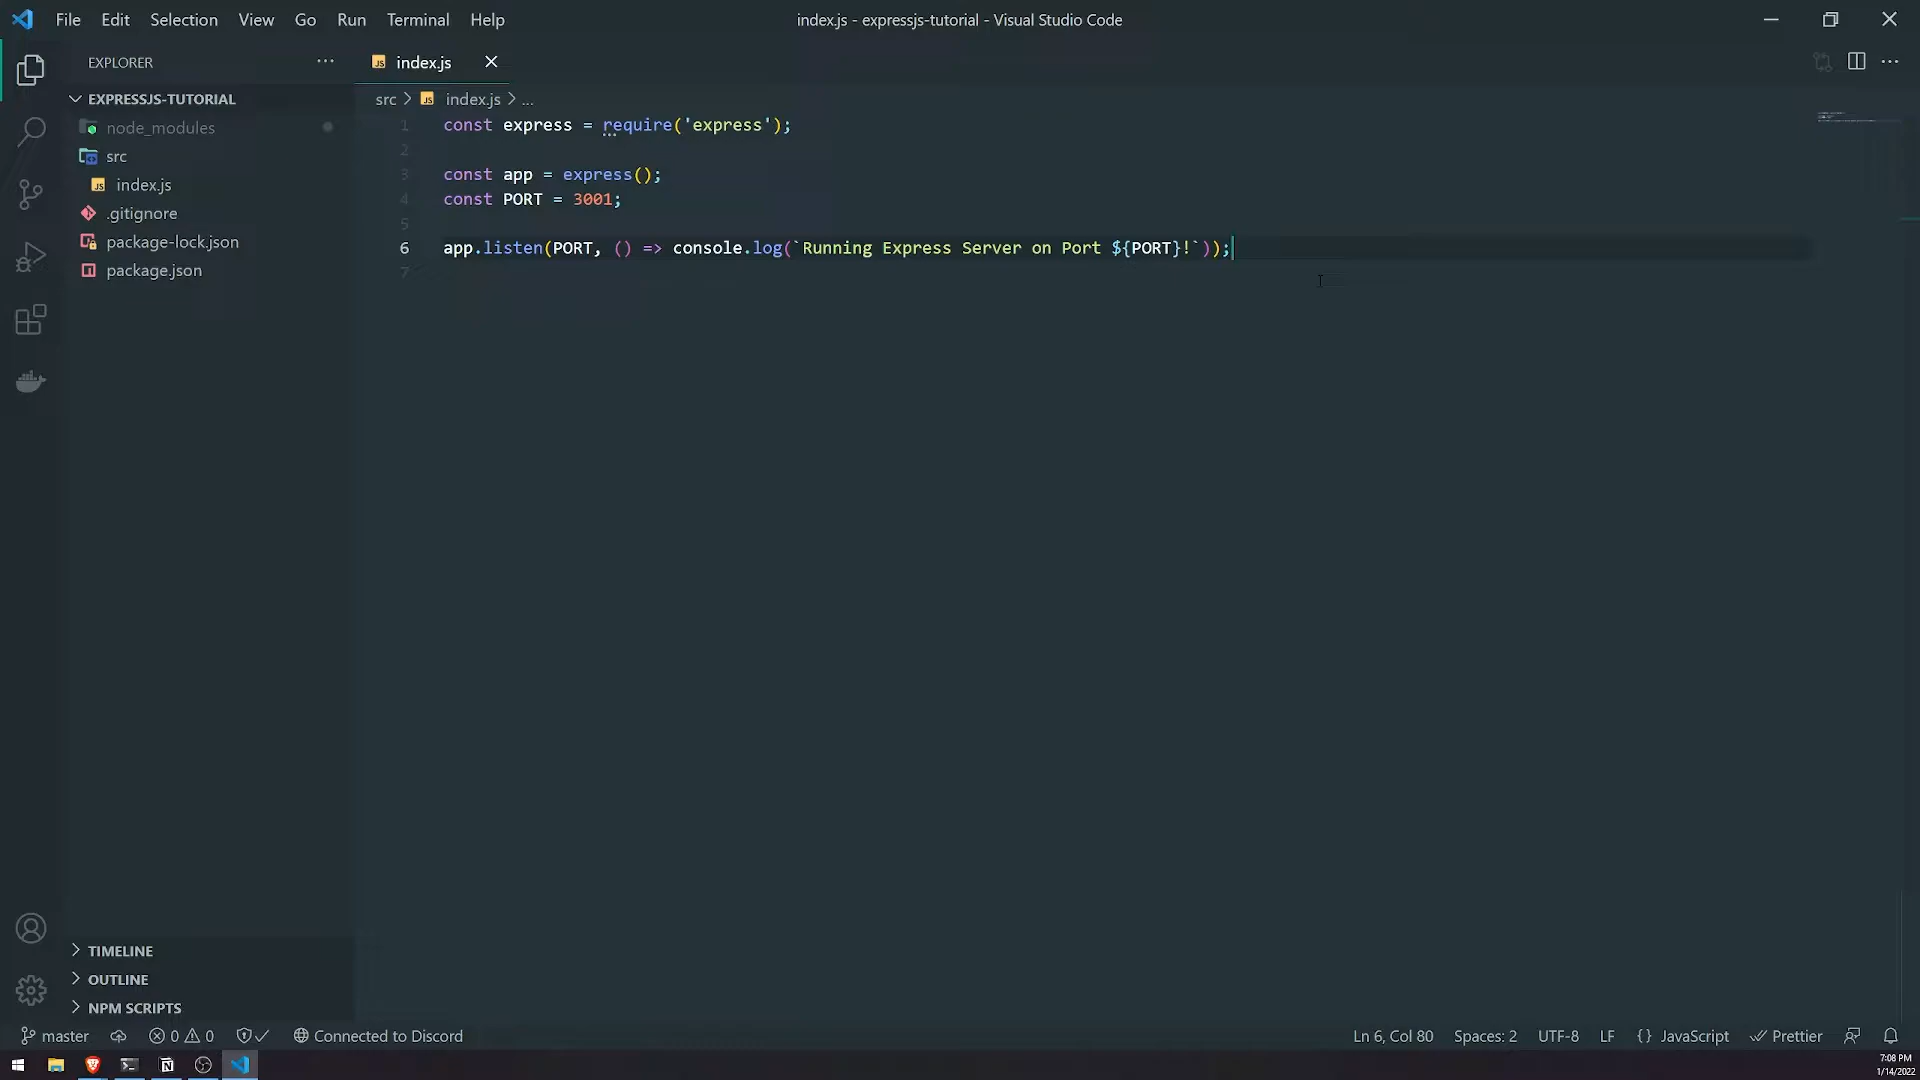 File Edit Selection View Go Run Terminal Help
index.js - expressjs-tutorial - Visual Studio Code
EXPLORER
index.js
EXPRESSJS-TUTORIAL
src > index.js > ...
node_modules
src
index.js
.gitignore
package-lock.json
package.json
1 const express = require('express');
2
3 const app = express();
4 const PORT = 3001;
5
6 app.listen(PORT, () => console.log(`Running Express Server on Port ${PORT}!`));
7
TIMELINE
OUTLINE
NPM SCRIPTS
master 0 0 Connected to Discord
Ln 6, Col 80 Spaces: 2 UTF-8 LF {} JavaScript Prettier
7:08 PM
1/14/2022